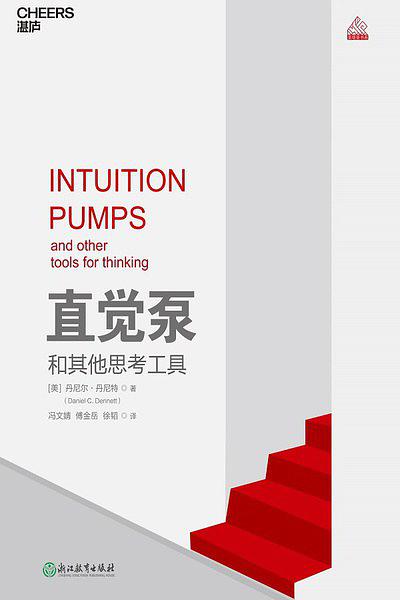 CHEERS
湛庐
INTUITION
PUMPS
and other
tools for thinking
直觉泵
和其他思考工具
[美] 丹尼尔·丹尼特 ◎ 著
(Daniel C. Dennett)
冯文婧 傅金岳 徐韬 ◎ 译
浙江教育出版社